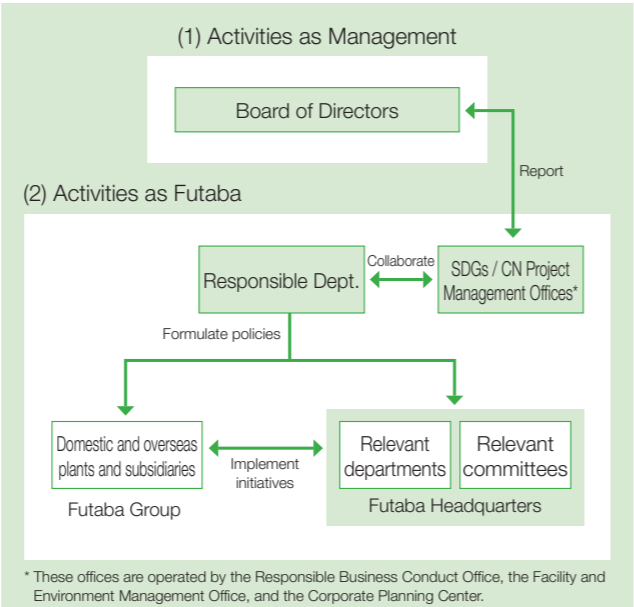 (1) Activities as Management
Board of Directors
Report
(2) Activities as Futaba
Responsible Dept.
Collaborate
SDGs / CN Project
Management Offices*
Formulate policies
Domestic and overseas
plants and subsidiaries
Futaba Group
Implement
initiatives
Relevant
departments
Relevant
committees
Futaba Headquarters
* These offices are operated by the Responsible Business Conduct Office, the Facility and
Environment Management Office, and the Corporate Planning Center.